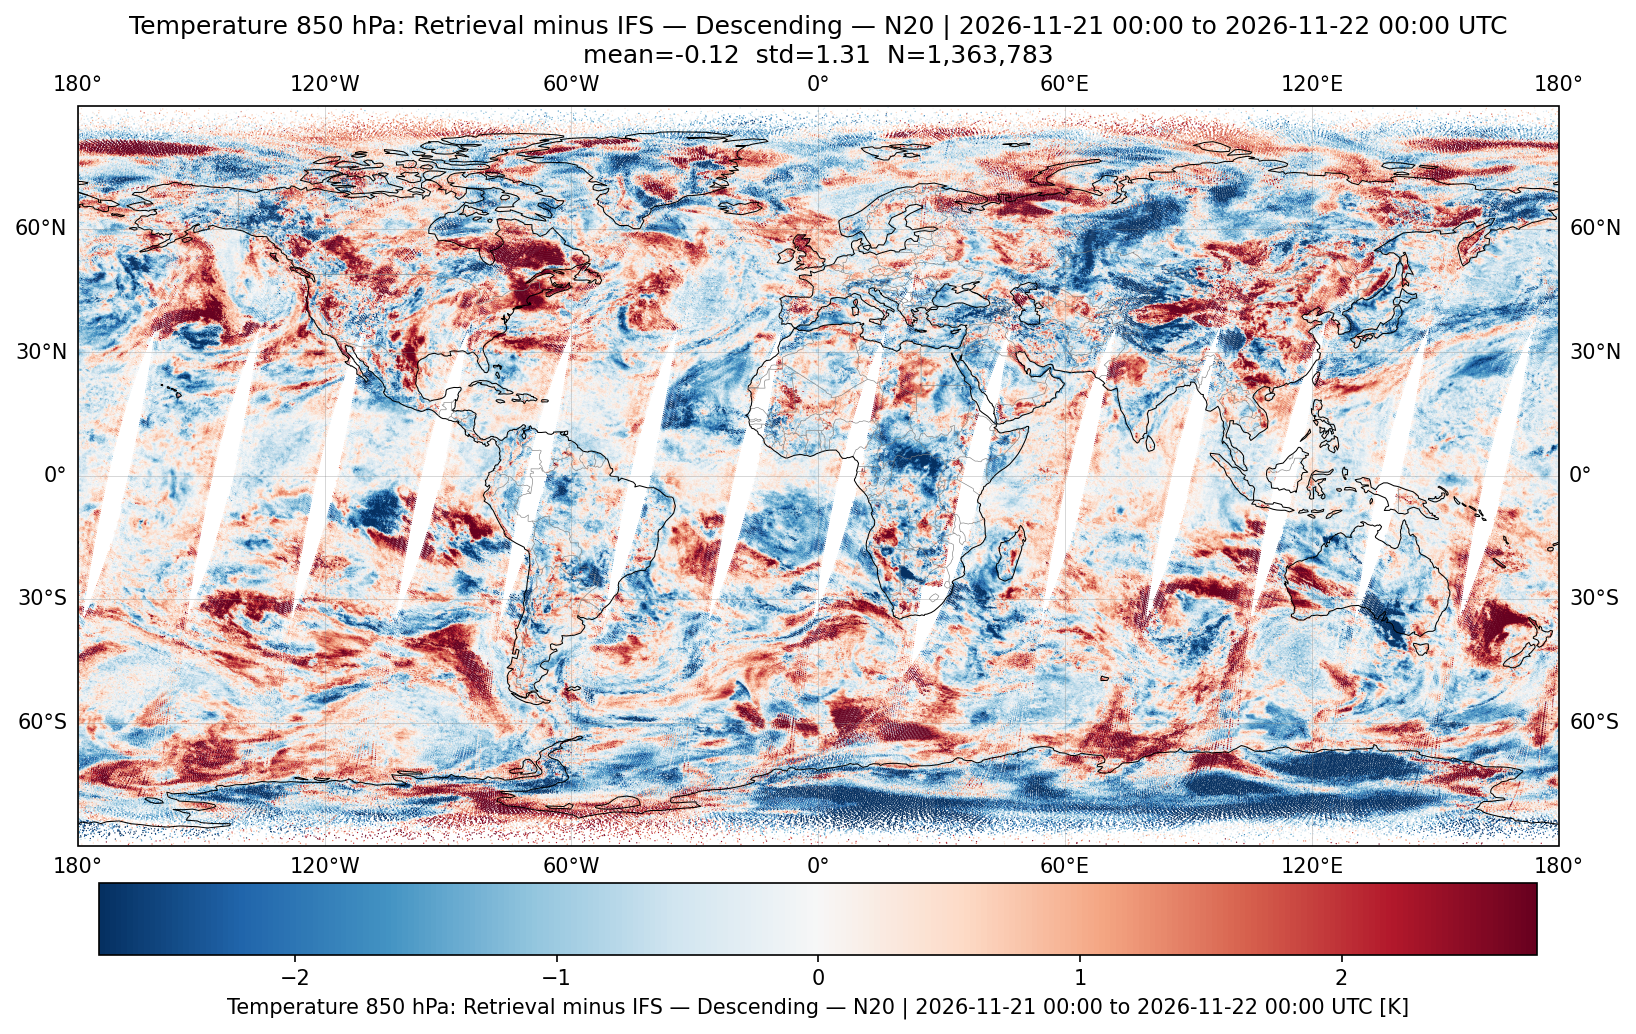 Temperature 850 hPa: Retrieval minus IFS — Descending — N20 | 2026-11-21 00:00 to 2026-11-22 00:00 UTC
mean=-0.12  std=1.31  N=1,363,783
180° 120°W 60°W 0° 60°E 120°E 180°
60°N 60°N
30°N 30°N
0° 0°
30°S 30°S
60°S 60°S
180° 120°W 60°W 0° 60°E 120°E 180°
−2 −1 0 1 2
Temperature 850 hPa: Retrieval minus IFS — Descending — N20 | 2026-11-21 00:00 to 2026-11-22 00:00 UTC [K]